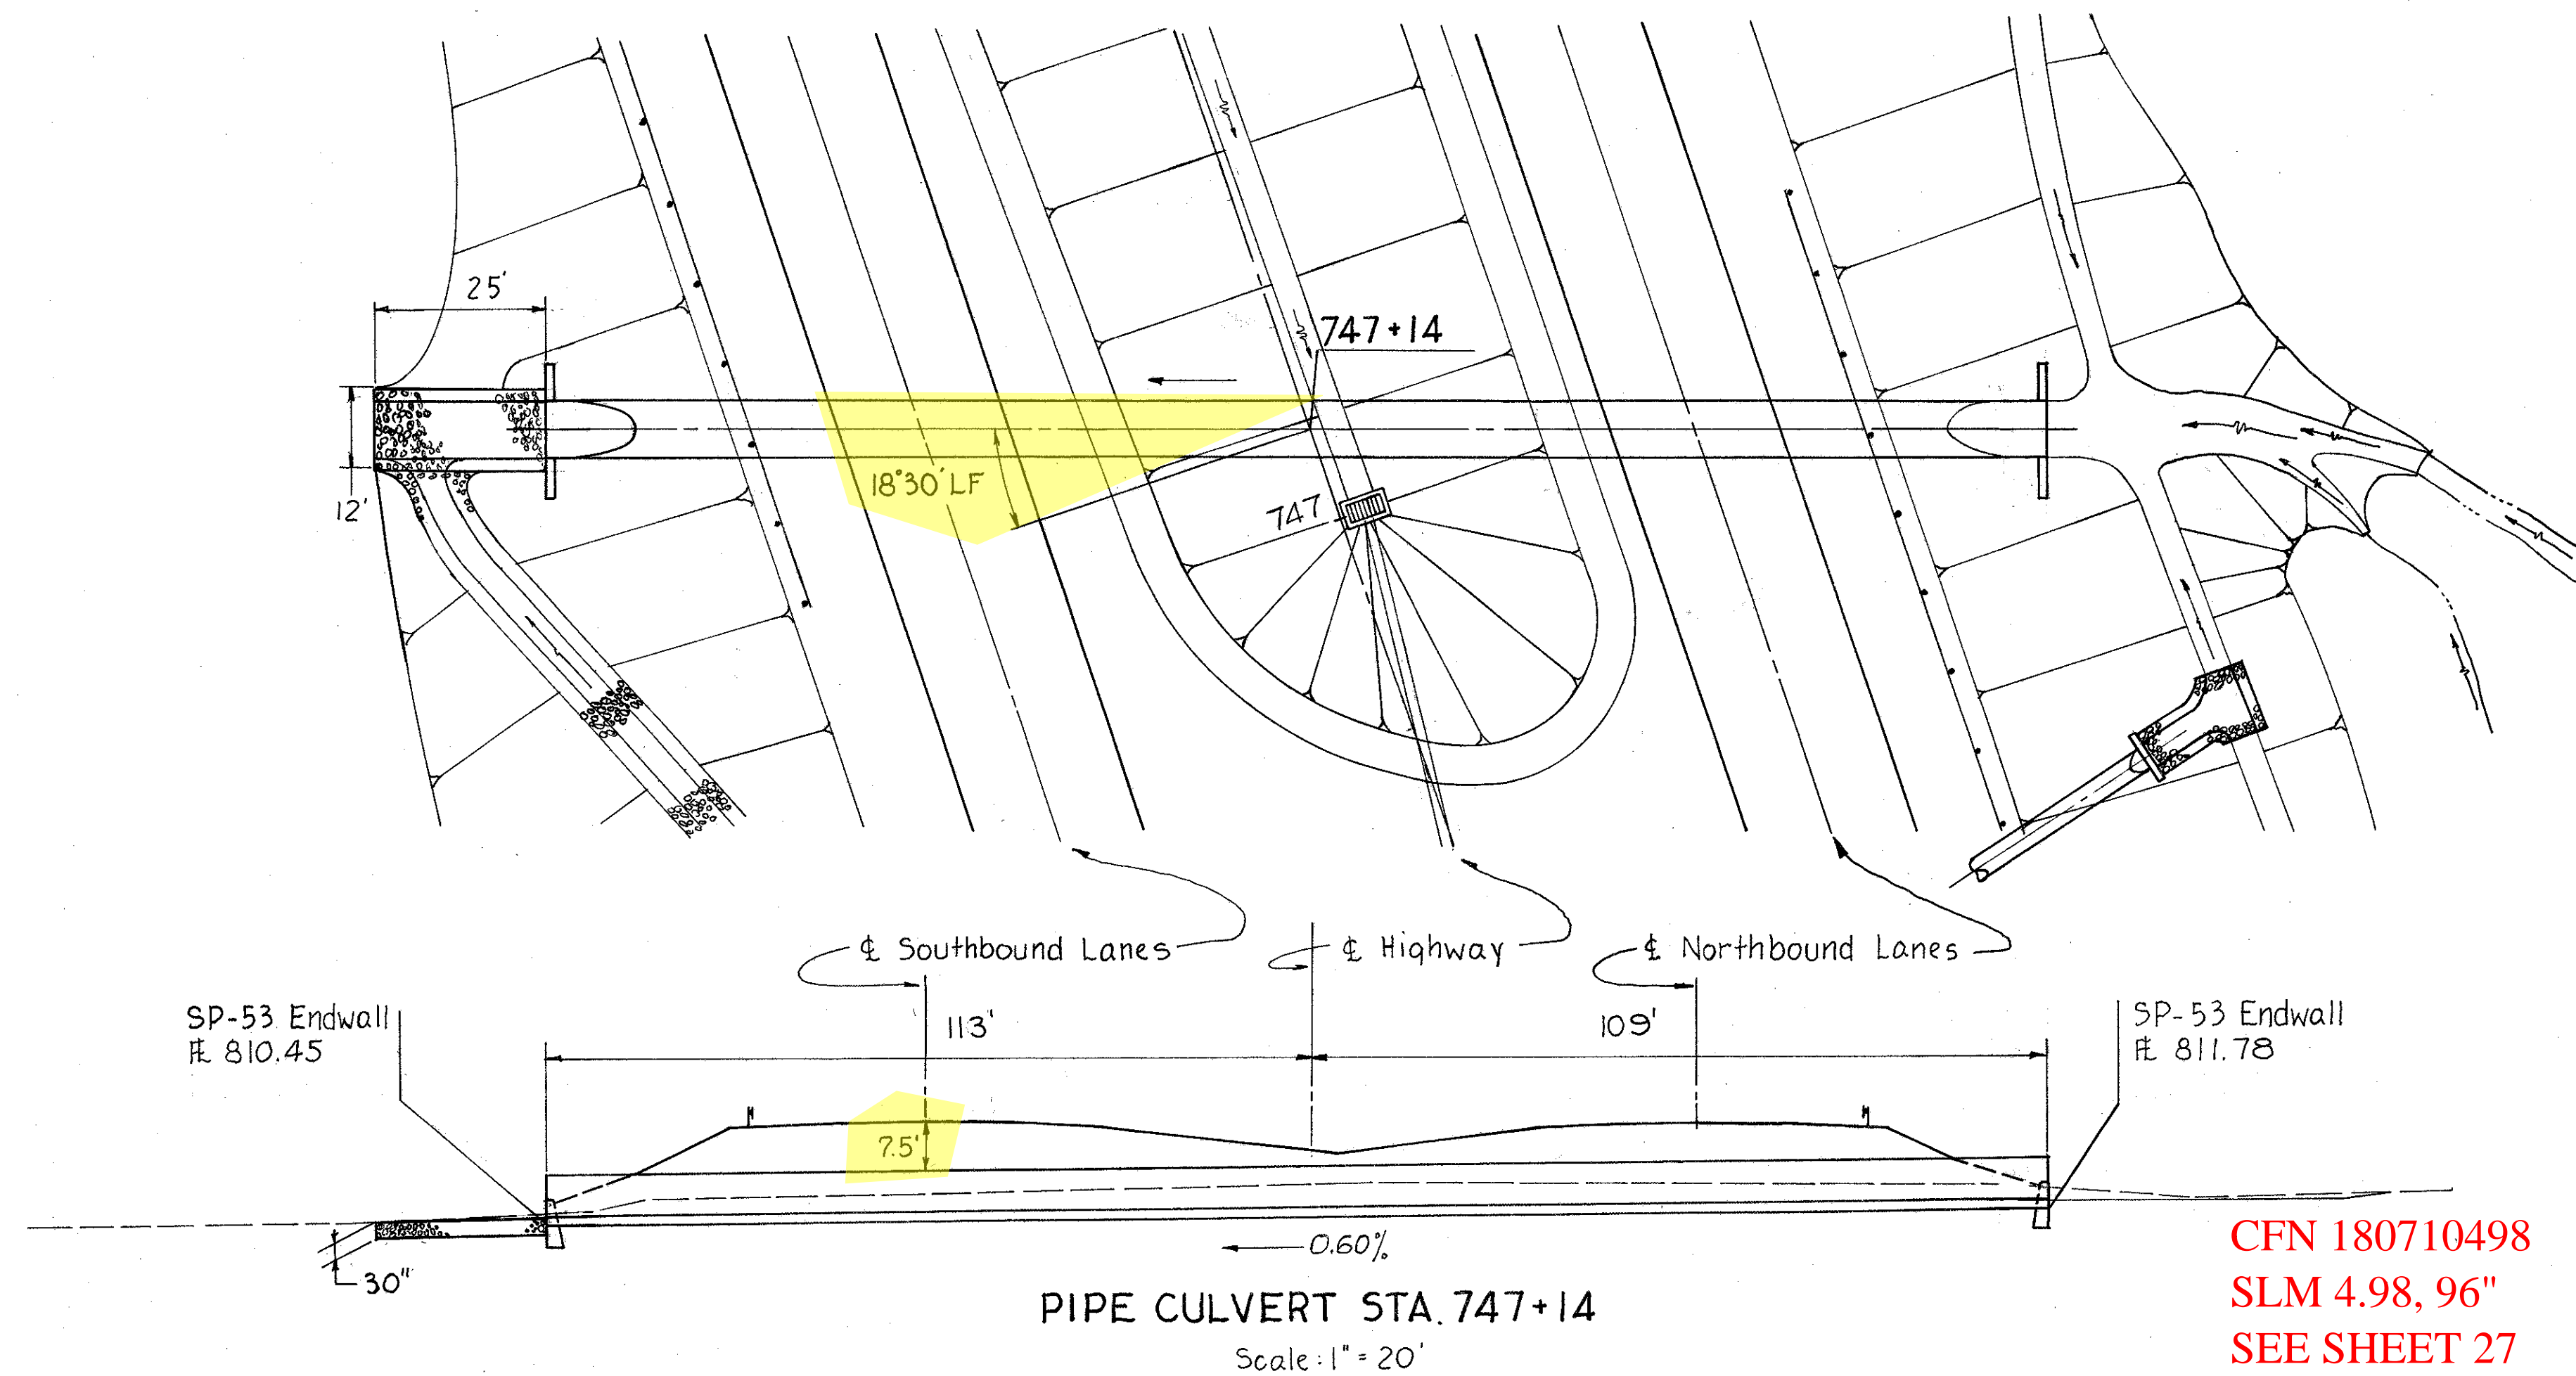 25'
747+14
18°30' LF
12'
747
℄ Southbound Lanes
℄ Highway
℄ Northbound Lanes
SP-53 Endwall
FL 810.45
113'
109'
SP-53 Endwall
FL 811.78
7.5'
0.60%
30"
CFN 180710498
SLM 4.98, 96"
SEE SHEET 27
PIPE CULVERT STA. 747+14
Scale: 1" = 20'